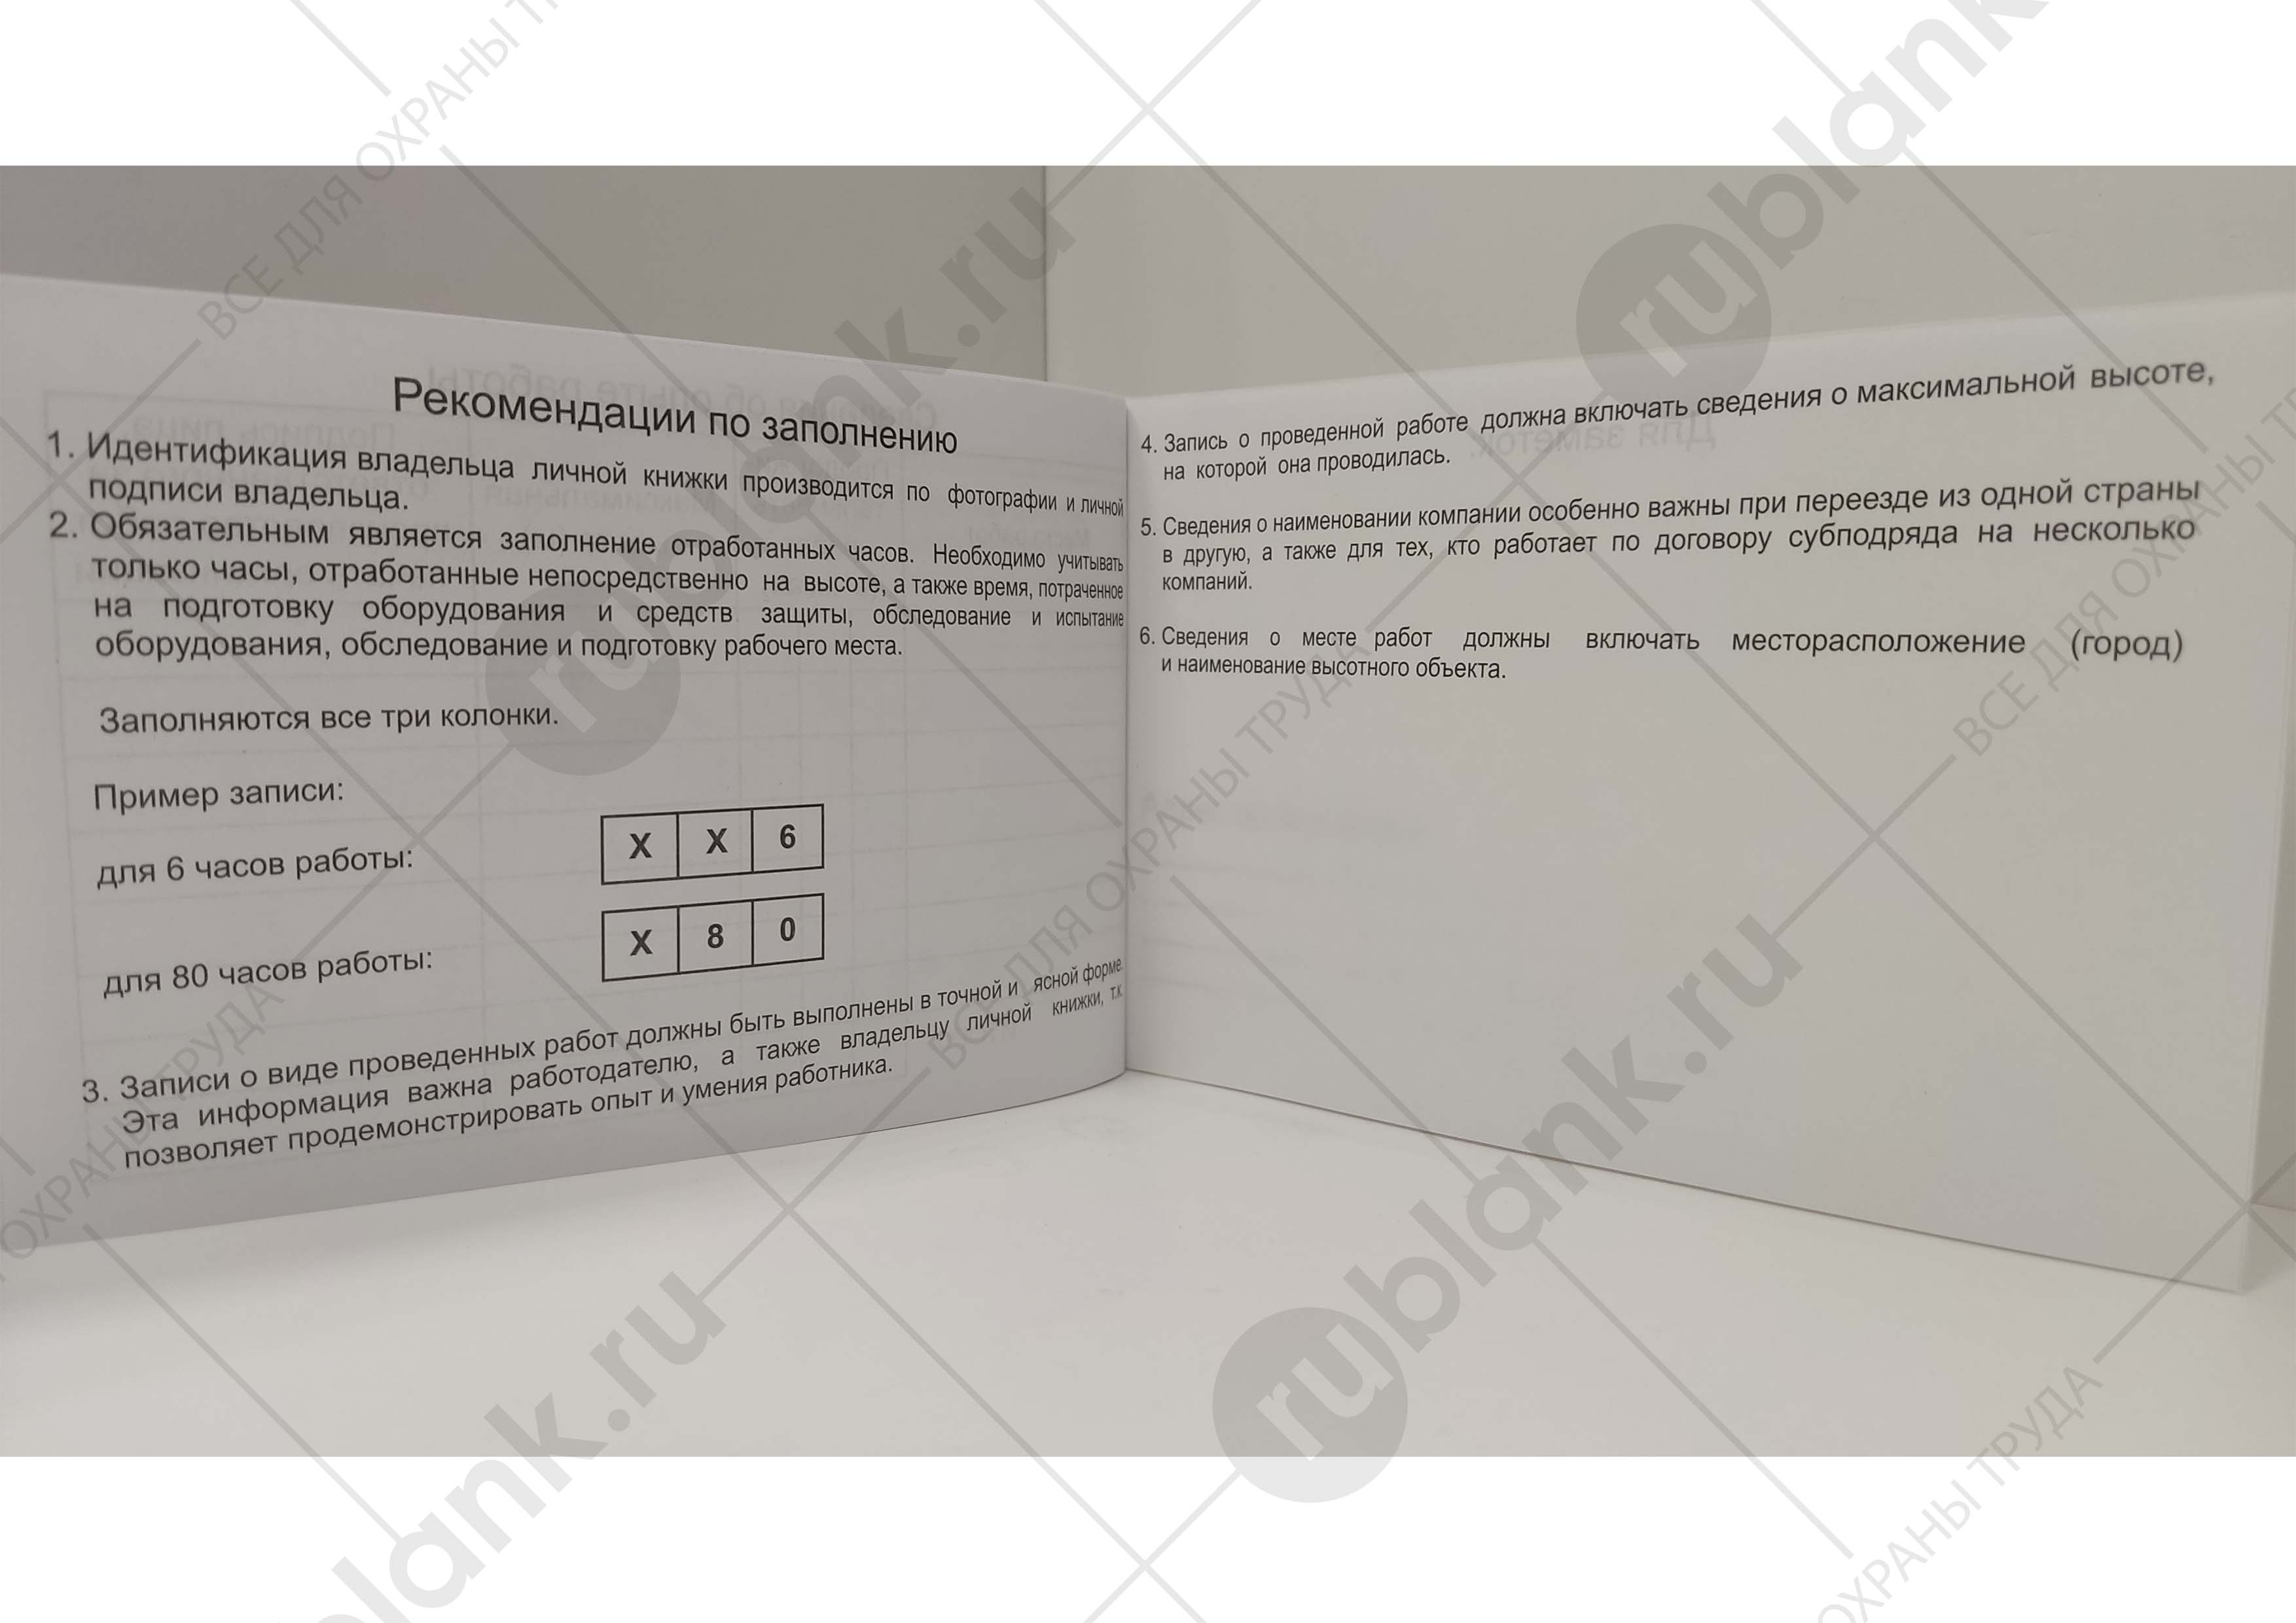 Рекомендации по заполнению
1. Идентификация владельца личной книжки производится по фотографии и личной
подписи владельца.
2. Обязательным является заполнение отработанных часов. Необходимо учитывать
только часы, отработанные непосредственно на высоте, а также время, потраченное
на подготовку оборудования и средств защиты, обследование и испытание
оборудования, обследование и подготовку рабочего места.
Заполняются все три колонки.
Пример записи:
для 6 часов работы:
X X 6
для 80 часов работы:
X 8 0
3. Записи о виде проведенных работ должны быть выполнены в точной и ясной форме.
Эта информация важна работодателю, а также владельцу личной книжки, т.к
позволяет продемонстрировать опыт и умения работника.
4. Запись о проведенной работе должна включать сведения о максимальной высоте,
на которой она проводилась.
5. Сведения о наименовании компании особенно важны при переезде из одной страны
в другую, а также для тех, кто работает по договору субподряда на несколько
компаний.
6. Сведения о месте работ должны включать месторасположение (город)
и наименование высотного объекта.
rublank.ru
ВСЕ ДЛЯ ОХРАНЫ ТРУДА